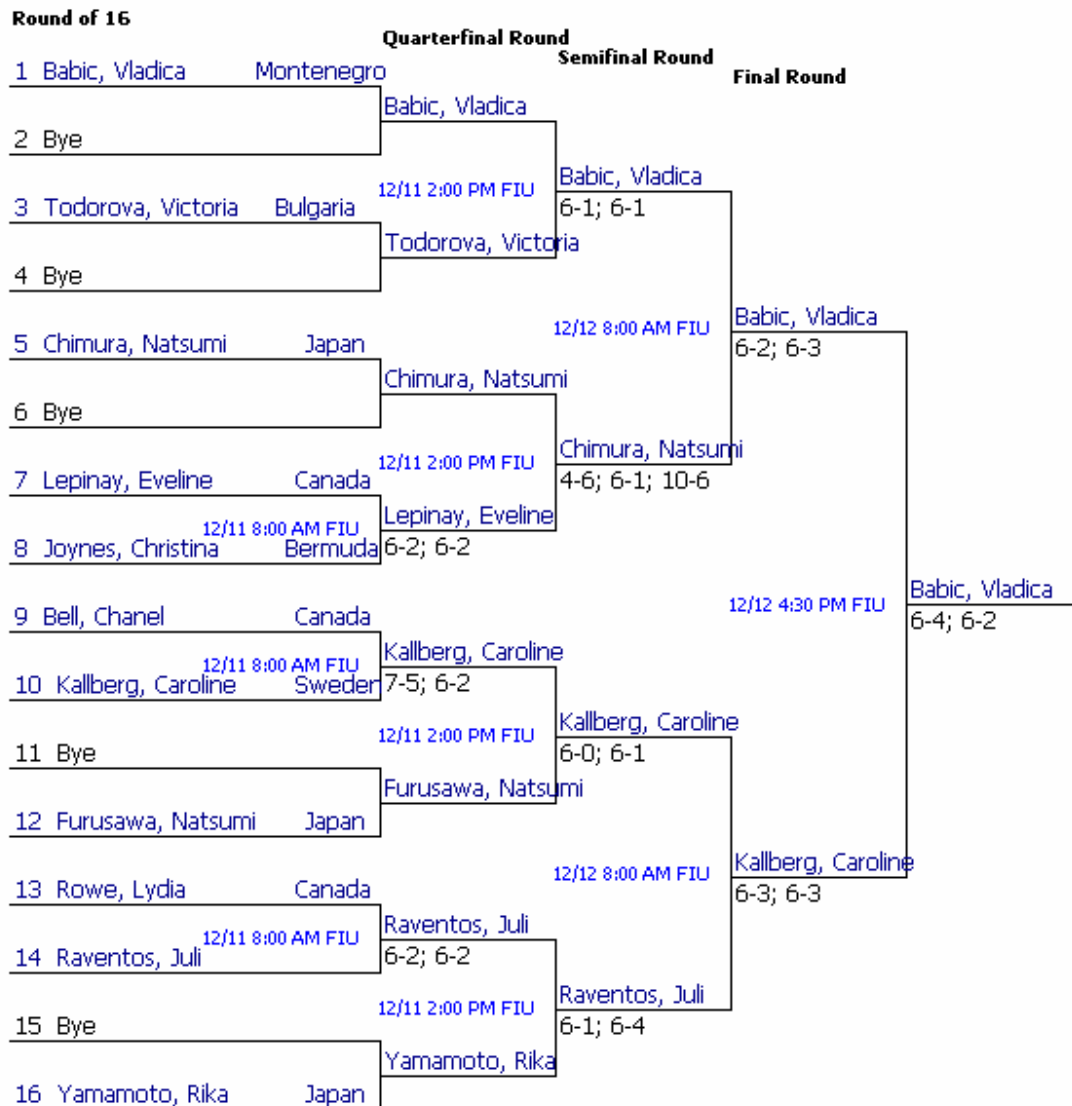 Round of 16
Quarterfinal Round
Semifinal Round
Final Round
1 Babic, Vladica Montenegro
Babic, Vladica
2 Bye
12/11 2:00 PM FIU
Babic, Vladica
6-1; 6-1
3 Todorova, Victoria Bulgaria
Todorova, Victoria
4 Bye
12/12 8:00 AM FIU
Babic, Vladica
6-2; 6-3
5 Chimura, Natsumi Japan
Chimura, Natsumi
6 Bye
12/11 2:00 PM FIU
Chimura, Natsumi
4-6; 6-1; 10-6
7 Lepinay, Eveline Canada
12/11 8:00 AM FIU
Lepinay, Eveline
6-2; 6-2
8 Joynes, Christina Bermuda
12/12 4:30 PM FIU
Babic, Vladica
6-4; 6-2
9 Bell, Chanel Canada
12/11 8:00 AM FIU
Kallberg, Caroline
7-5; 6-2
10 Kallberg, Caroline Sweden
12/11 2:00 PM FIU
Kallberg, Caroline
6-0; 6-1
11 Bye
Furusawa, Natsumi
12 Furusawa, Natsumi Japan
12/12 8:00 AM FIU
Kallberg, Caroline
6-3; 6-3
13 Rowe, Lydia Canada
12/11 8:00 AM FIU
Raventos, Juli
6-2; 6-2
14 Raventos, Juli
12/11 2:00 PM FIU
Raventos, Juli
6-1; 6-4
15 Bye
Yamamoto, Rika
16 Yamamoto, Rika Japan